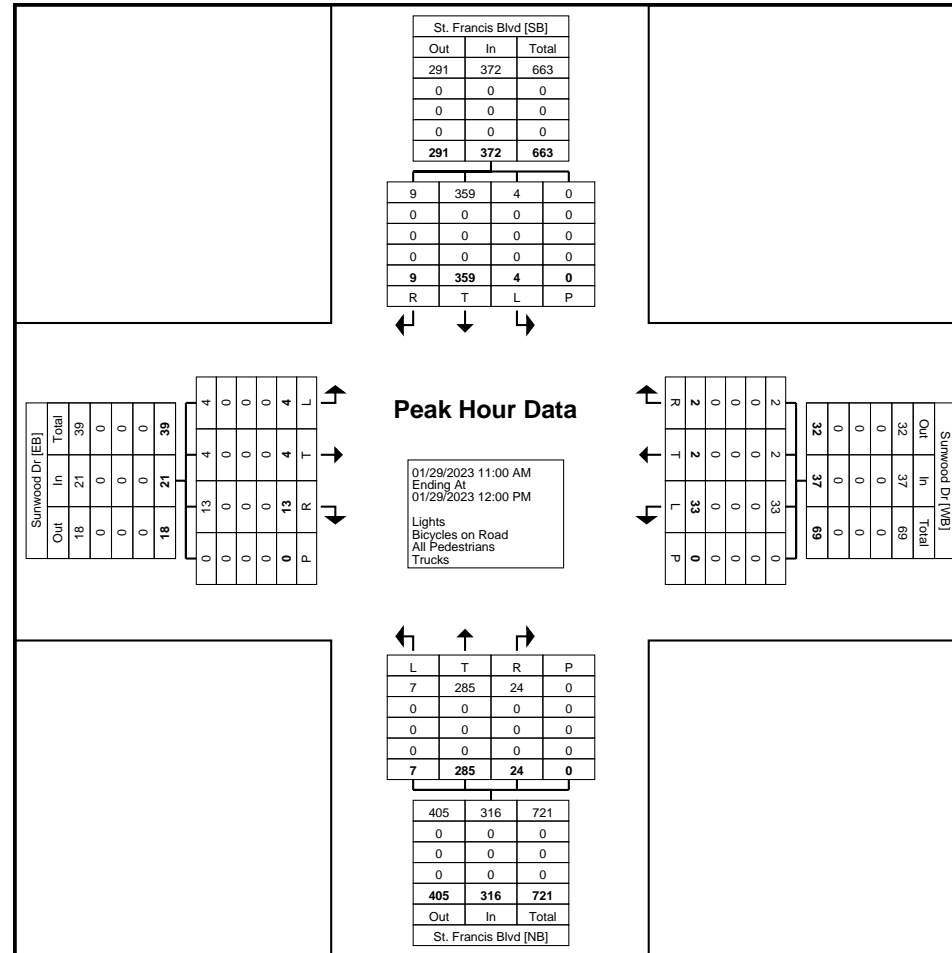 St. Francis Blvd [SB]
Out In Total
291 372 663
0 0 0
0 0 0
0 0 0
291 372 663
9 359 4 0
0 0 0 0
0 0 0 0
0 0 0 0
9 359 4 0
R T L P
Sunwood Dr [EB]
Total In Out
39 21 18
0 0 0
0 0 0
0 0 0
39 21 18
4 4 13 0
0 0 0 0
0 0 0 0
0 0 0 0
4 4 13 0
L T R P
Peak Hour Data
01/29/2023 11:00 AM
Ending At
01/29/2023 12:00 PM
Lights
Bicycles on Road
All Pedestrians
Trucks
R T L P
2 2 33 0
0 0 0 0
0 0 0 0
0 0 0 0
2 2 33 0
32 37 69
0 0 0
0 0 0
0 0 0
32 37 69
Out In Total
Sunwood Dr [WB]
L T R P
7 285 24 0
0 0 0 0
0 0 0 0
0 0 0 0
7 285 24 0
405 316 721
0 0 0
0 0 0
0 0 0
405 316 721
Out In Total
St. Francis Blvd [NB]